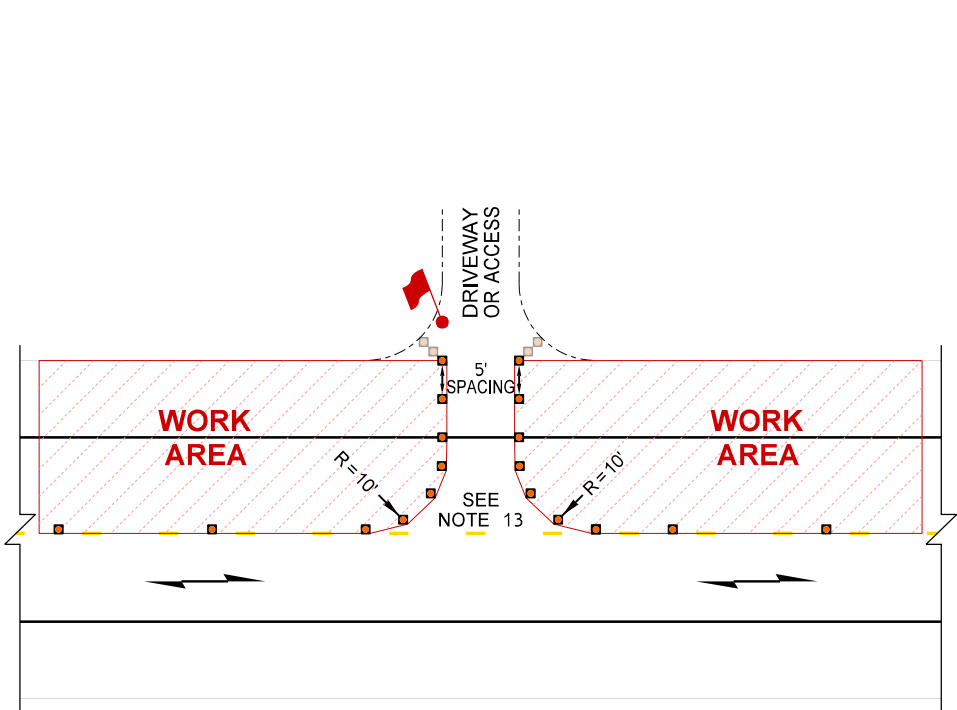 DRIVEWAY
OR ACCESS
5'
SPACING
WORK
AREA
WORK
AREA
R=10'
R=10'
SEE
NOTE 13